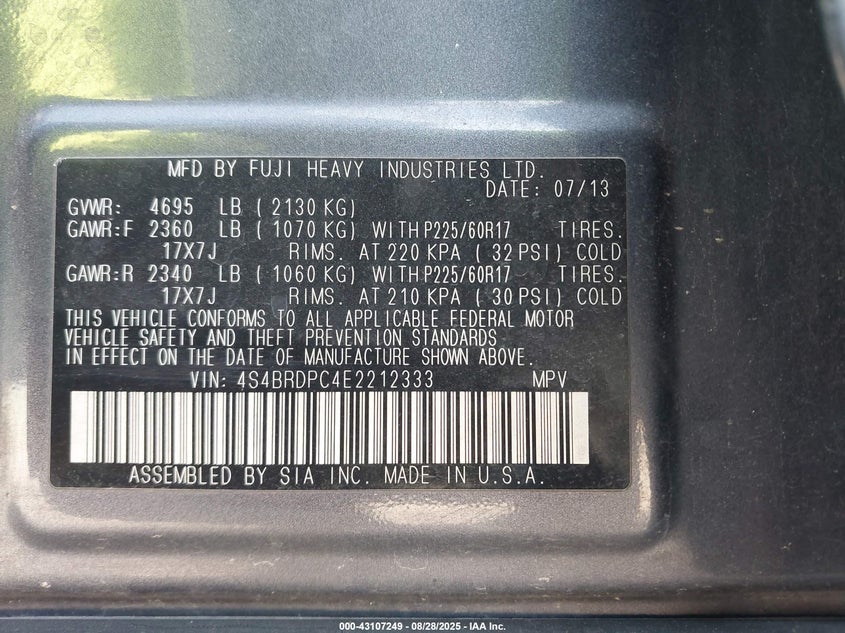 MFD BY FUJI HEAVY INDUSTRIES LTD.
DATE: 07/13
GVWR: 4695 LB ( 2130 KG)
GAWR:F 2360 LB ( 1070 KG) WITH P225/60R17 TIRES.
17X7J RIMS. AT 220 KPA ( 32 PSI) COLD
GAWR:R 2340 LB ( 1060 KG) WITH P225/60R17 TIRES.
17X7J RIMS. AT 210 KPA ( 30 PSI) COLD
THIS VEHICLE CONFORMS TO ALL APPLICABLE FEDERAL MOTOR
VEHICLE SAFETY AND THEFT PREVENTION STANDARDS
IN EFFECT ON THE DATE OF MANUFACTURE SHOWN ABOVE.
VIN: 4S4BRDPC4E2212333 MPV
ASSEMBLED BY SIA INC. MADE IN U.S.A.
000-43107249 - 08/28/2025 - IAA Inc.